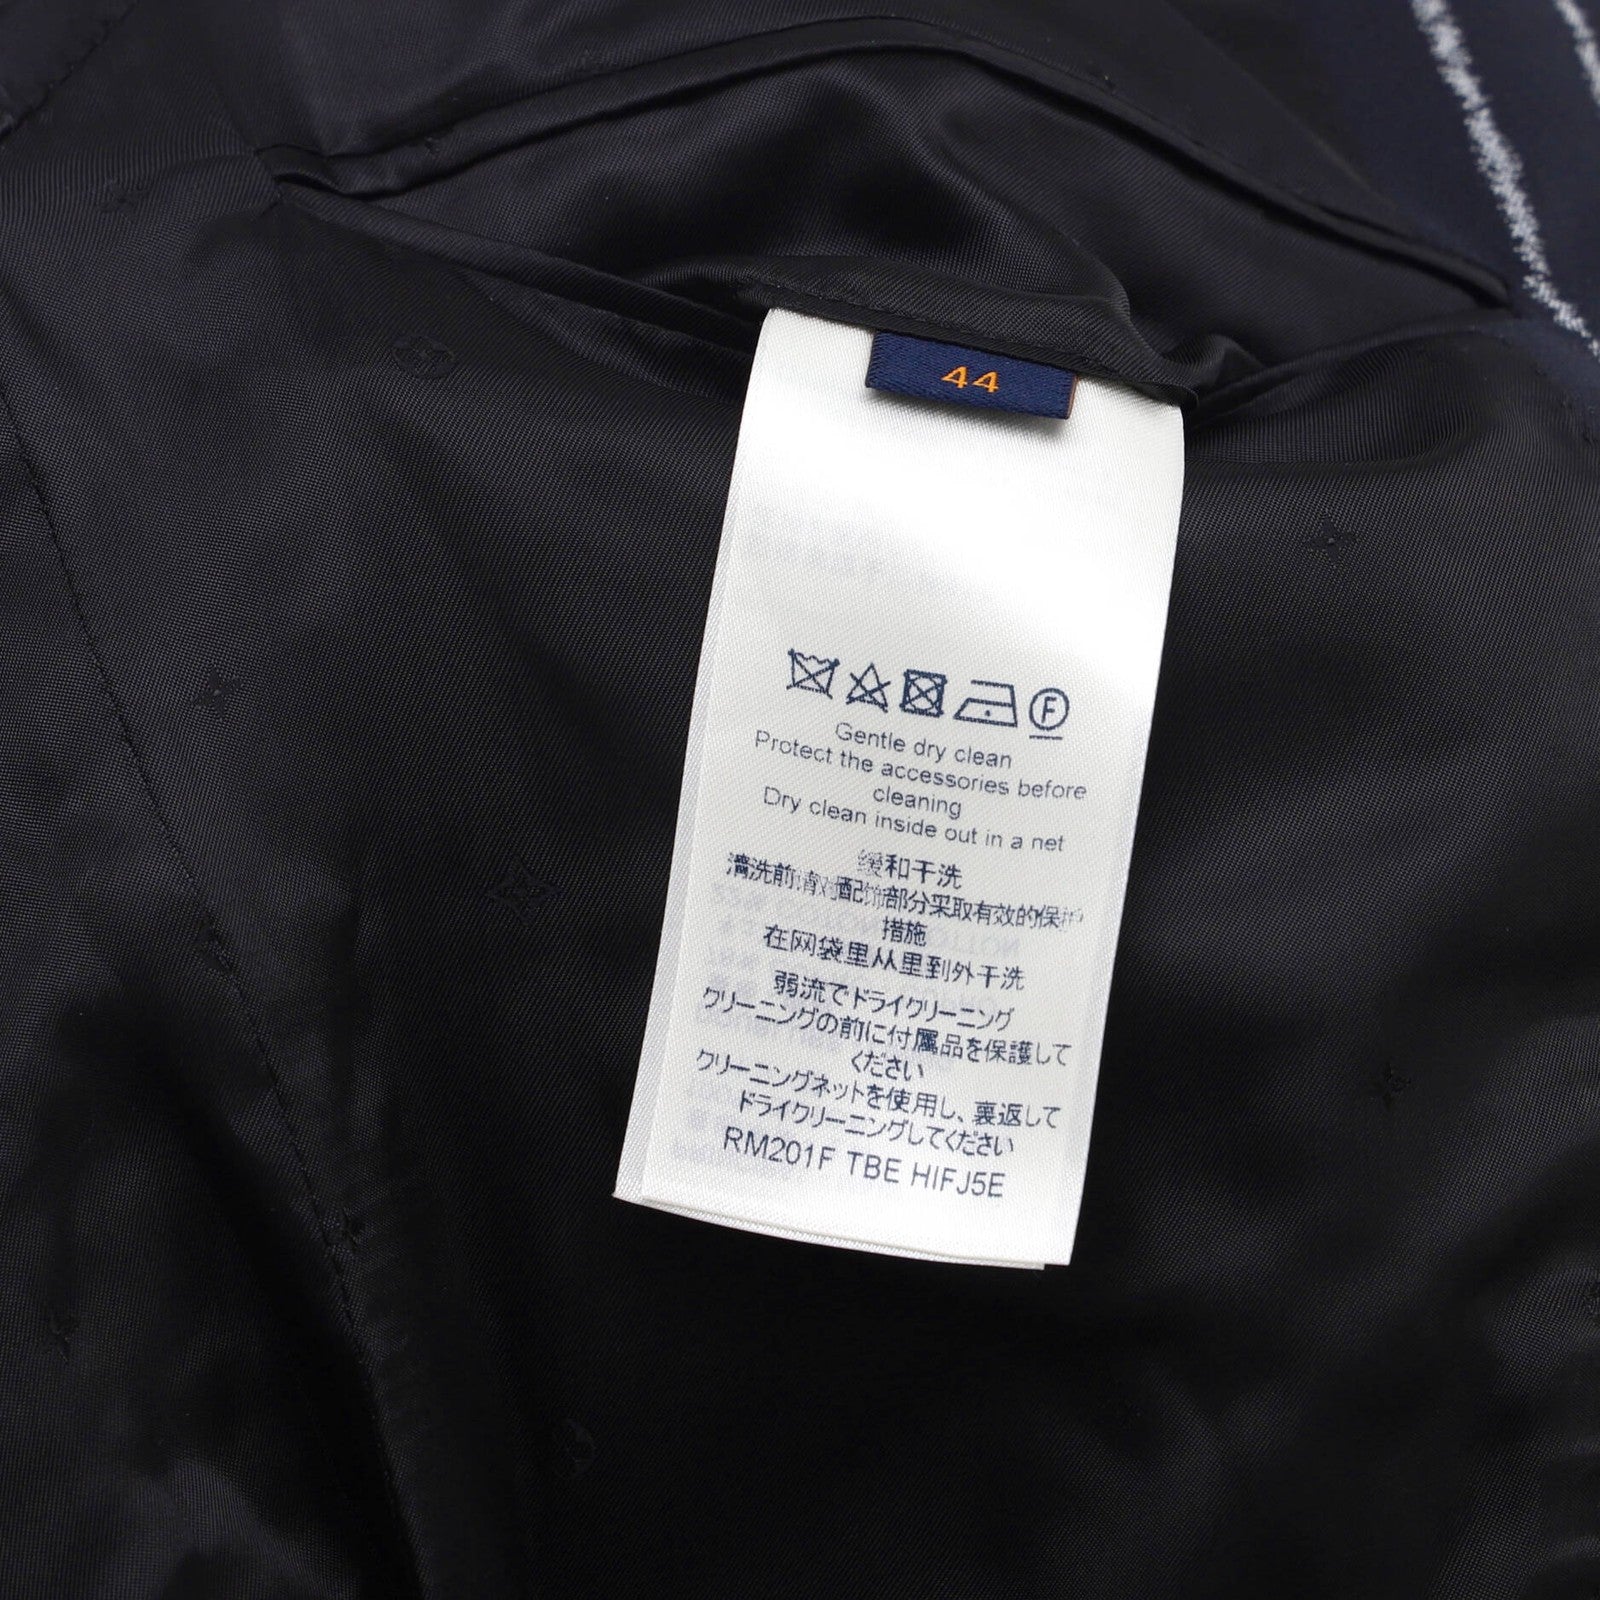 44
F
Gentle dry clean
Protect the accessories before
cleaning
Dry clean inside out in a net
缓和干洗
清洗前请对配饰部分采取有效的保护
措施
在网袋里从里到外干洗
弱流でドライクリーニング
クリーニングの前に付属品を保護して
ください
クリーニングネットを使用し、裏返して
ドライクリーニングしてください
RM201F TBE HIFJ5E